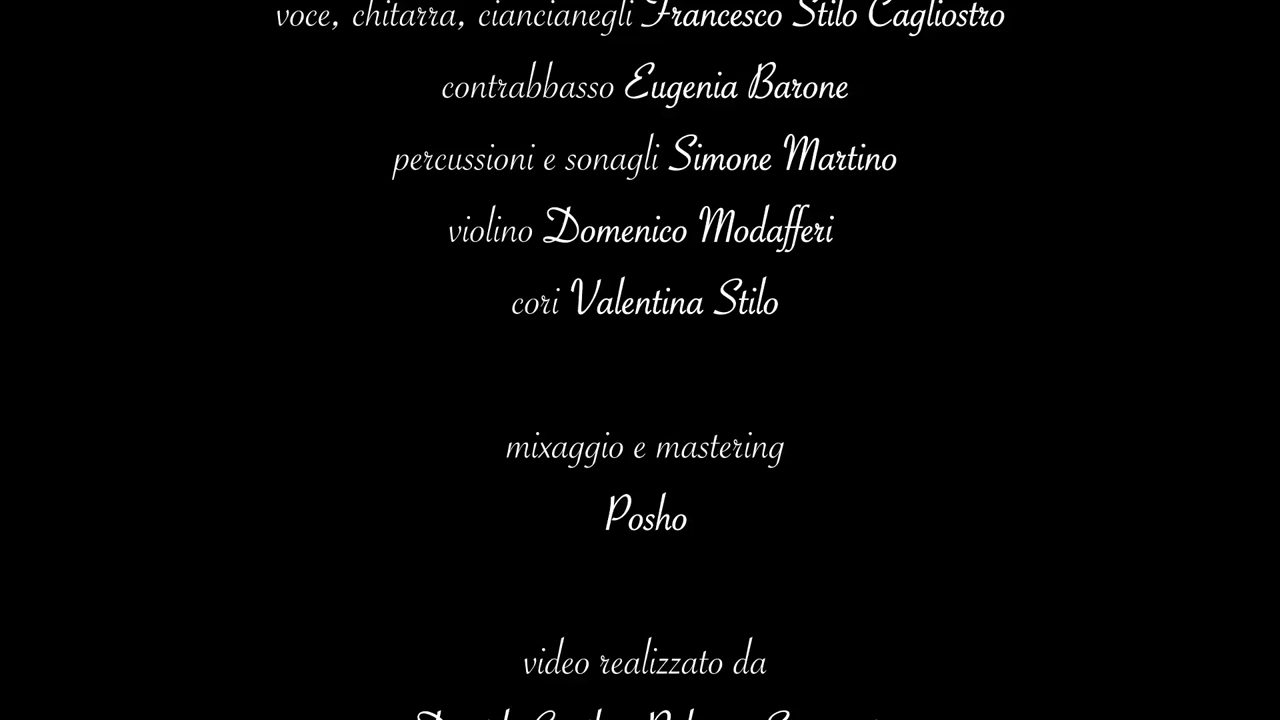 voce, chitarra, ciancianegli Francesco Stilo Cagliostro
contrabbasso Eugenia Barone
percussioni e sonagli Simone Martino
violino Domenico Modafferi
cori Valentina Stilo
mixaggio e mastering
Posho
video realizzato da